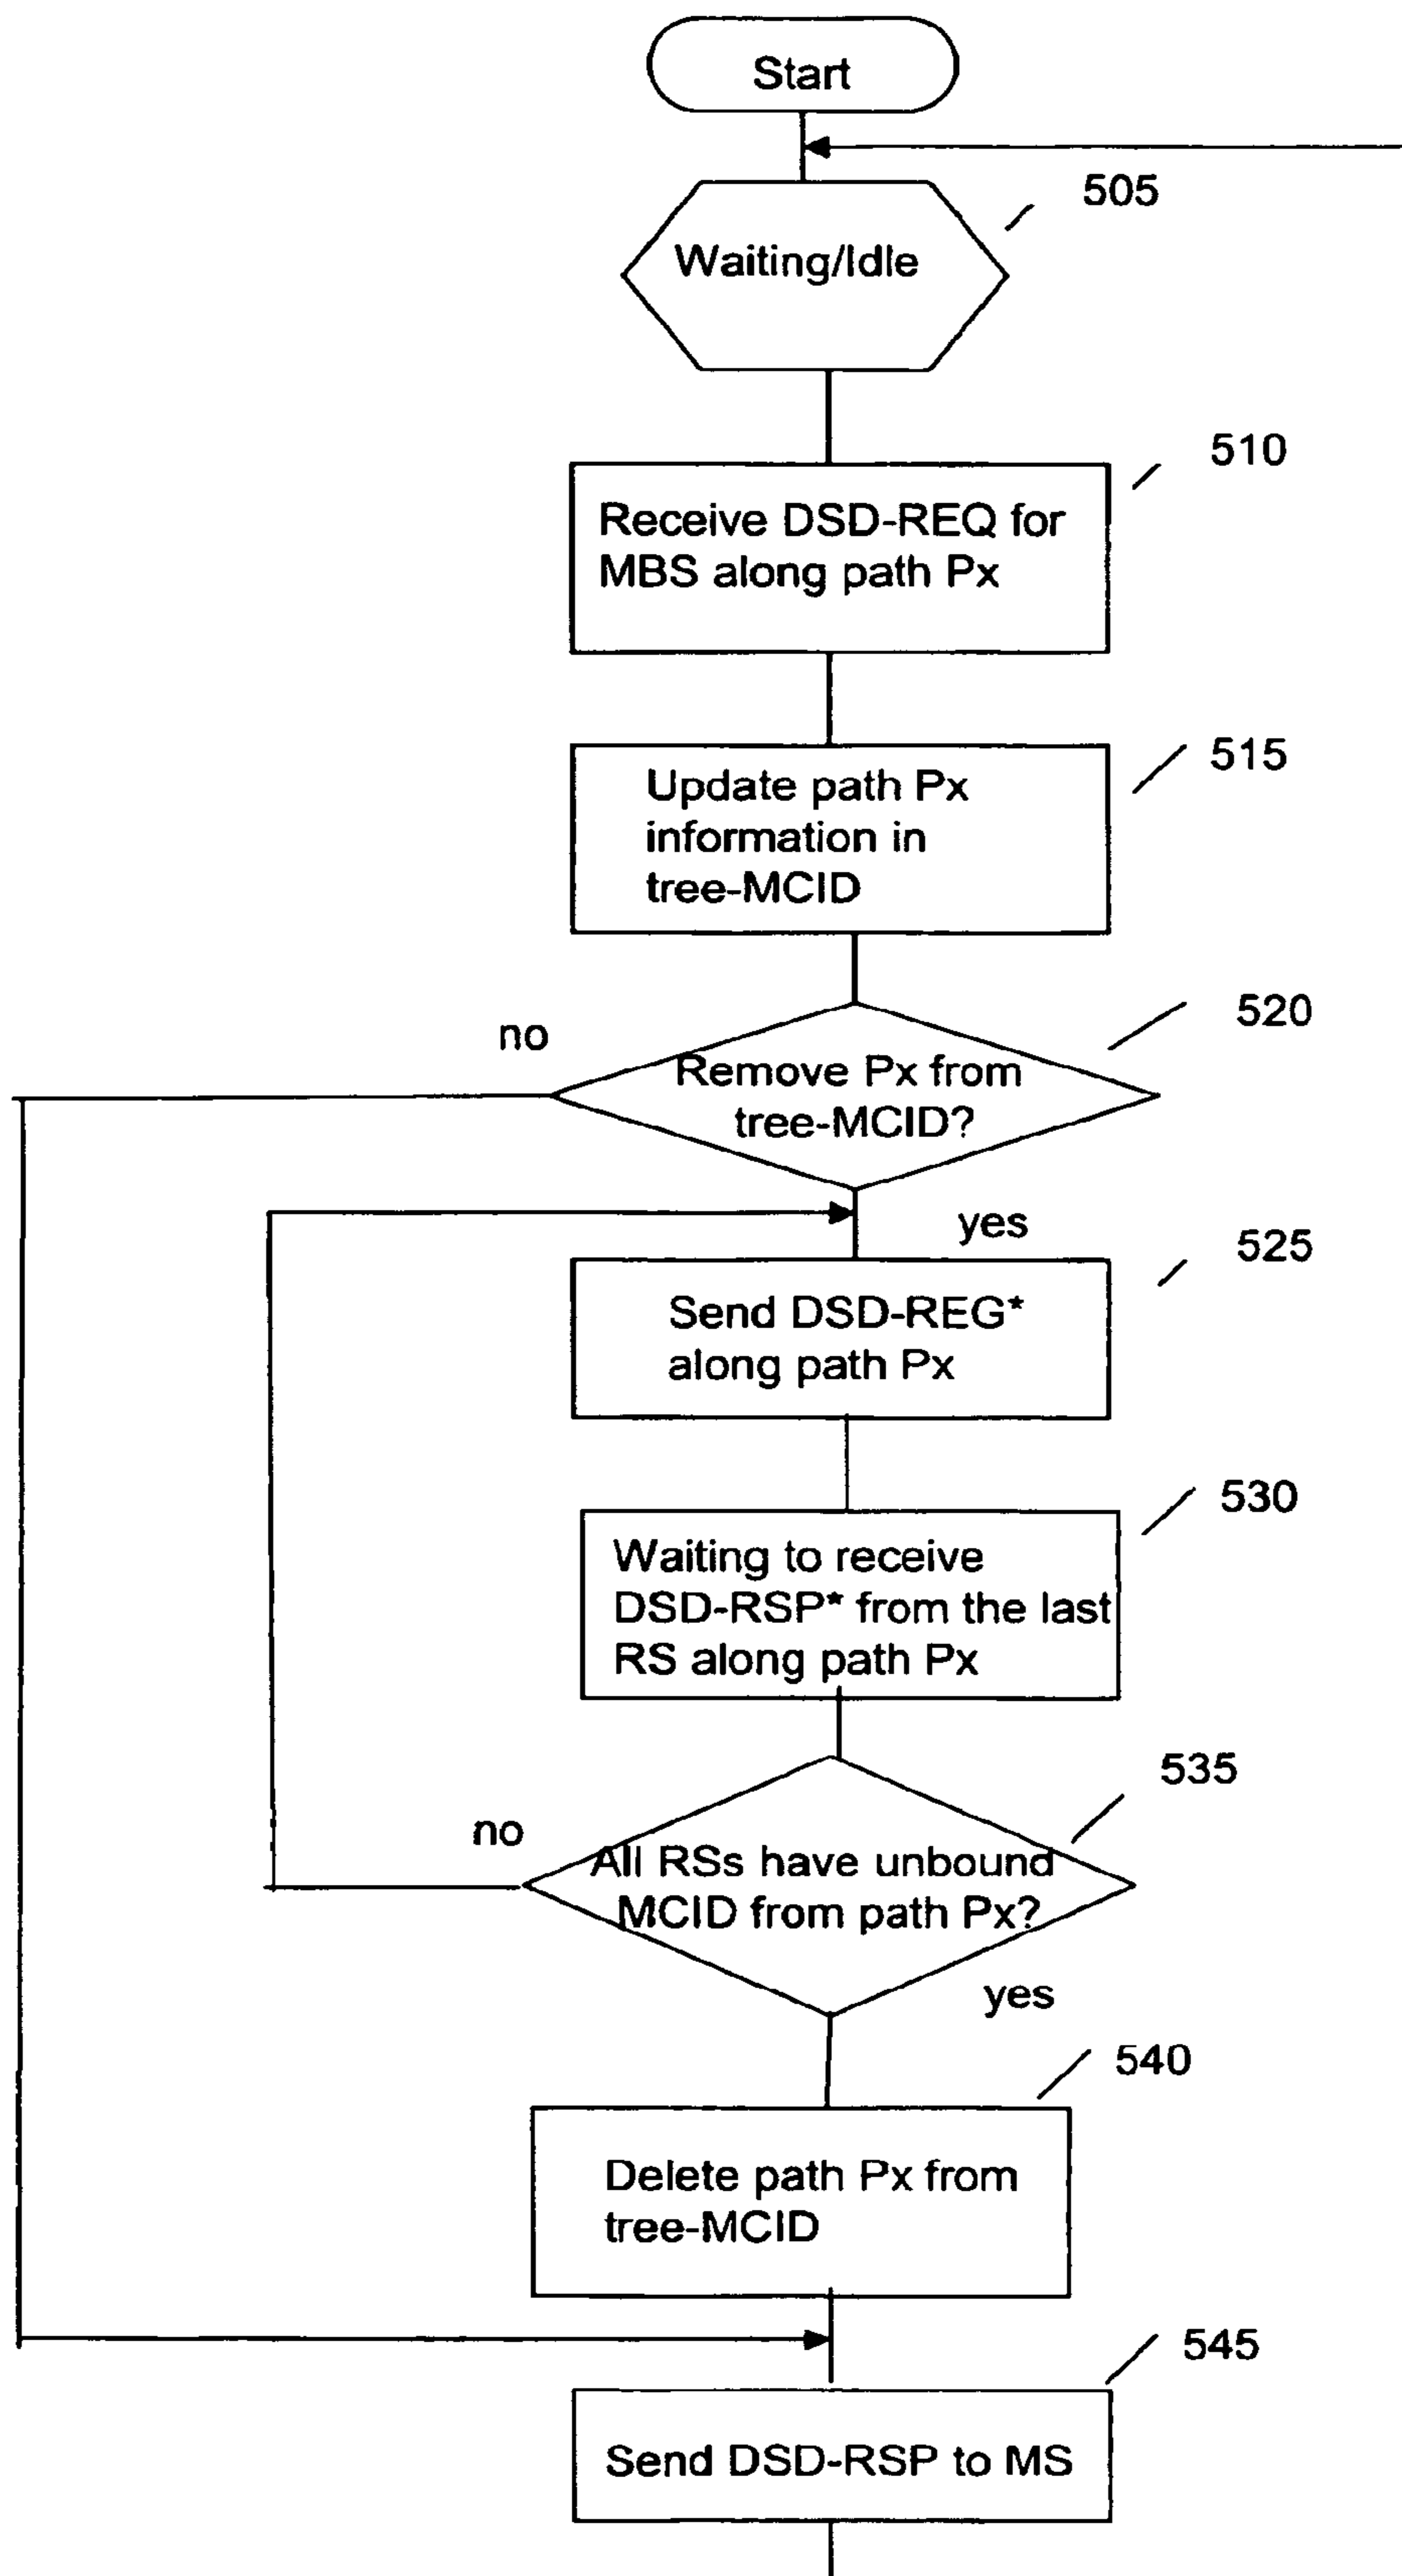 Start
505
Waiting/Idle
510
Receive DSD-REQ for
MBS along path Px
515
Update path Px
information in
tree-MCID
520
no
Remove Px from
tree-MCID?
yes
525
Send DSD-REG*
along path Px
530
Waiting to receive
DSD-RSP* from the last
RS along path Px
535
no
All RSs have unbound
MCID from path Px?
yes
540
Delete path Px from
tree-MCID
545
Send DSD-RSP to MS